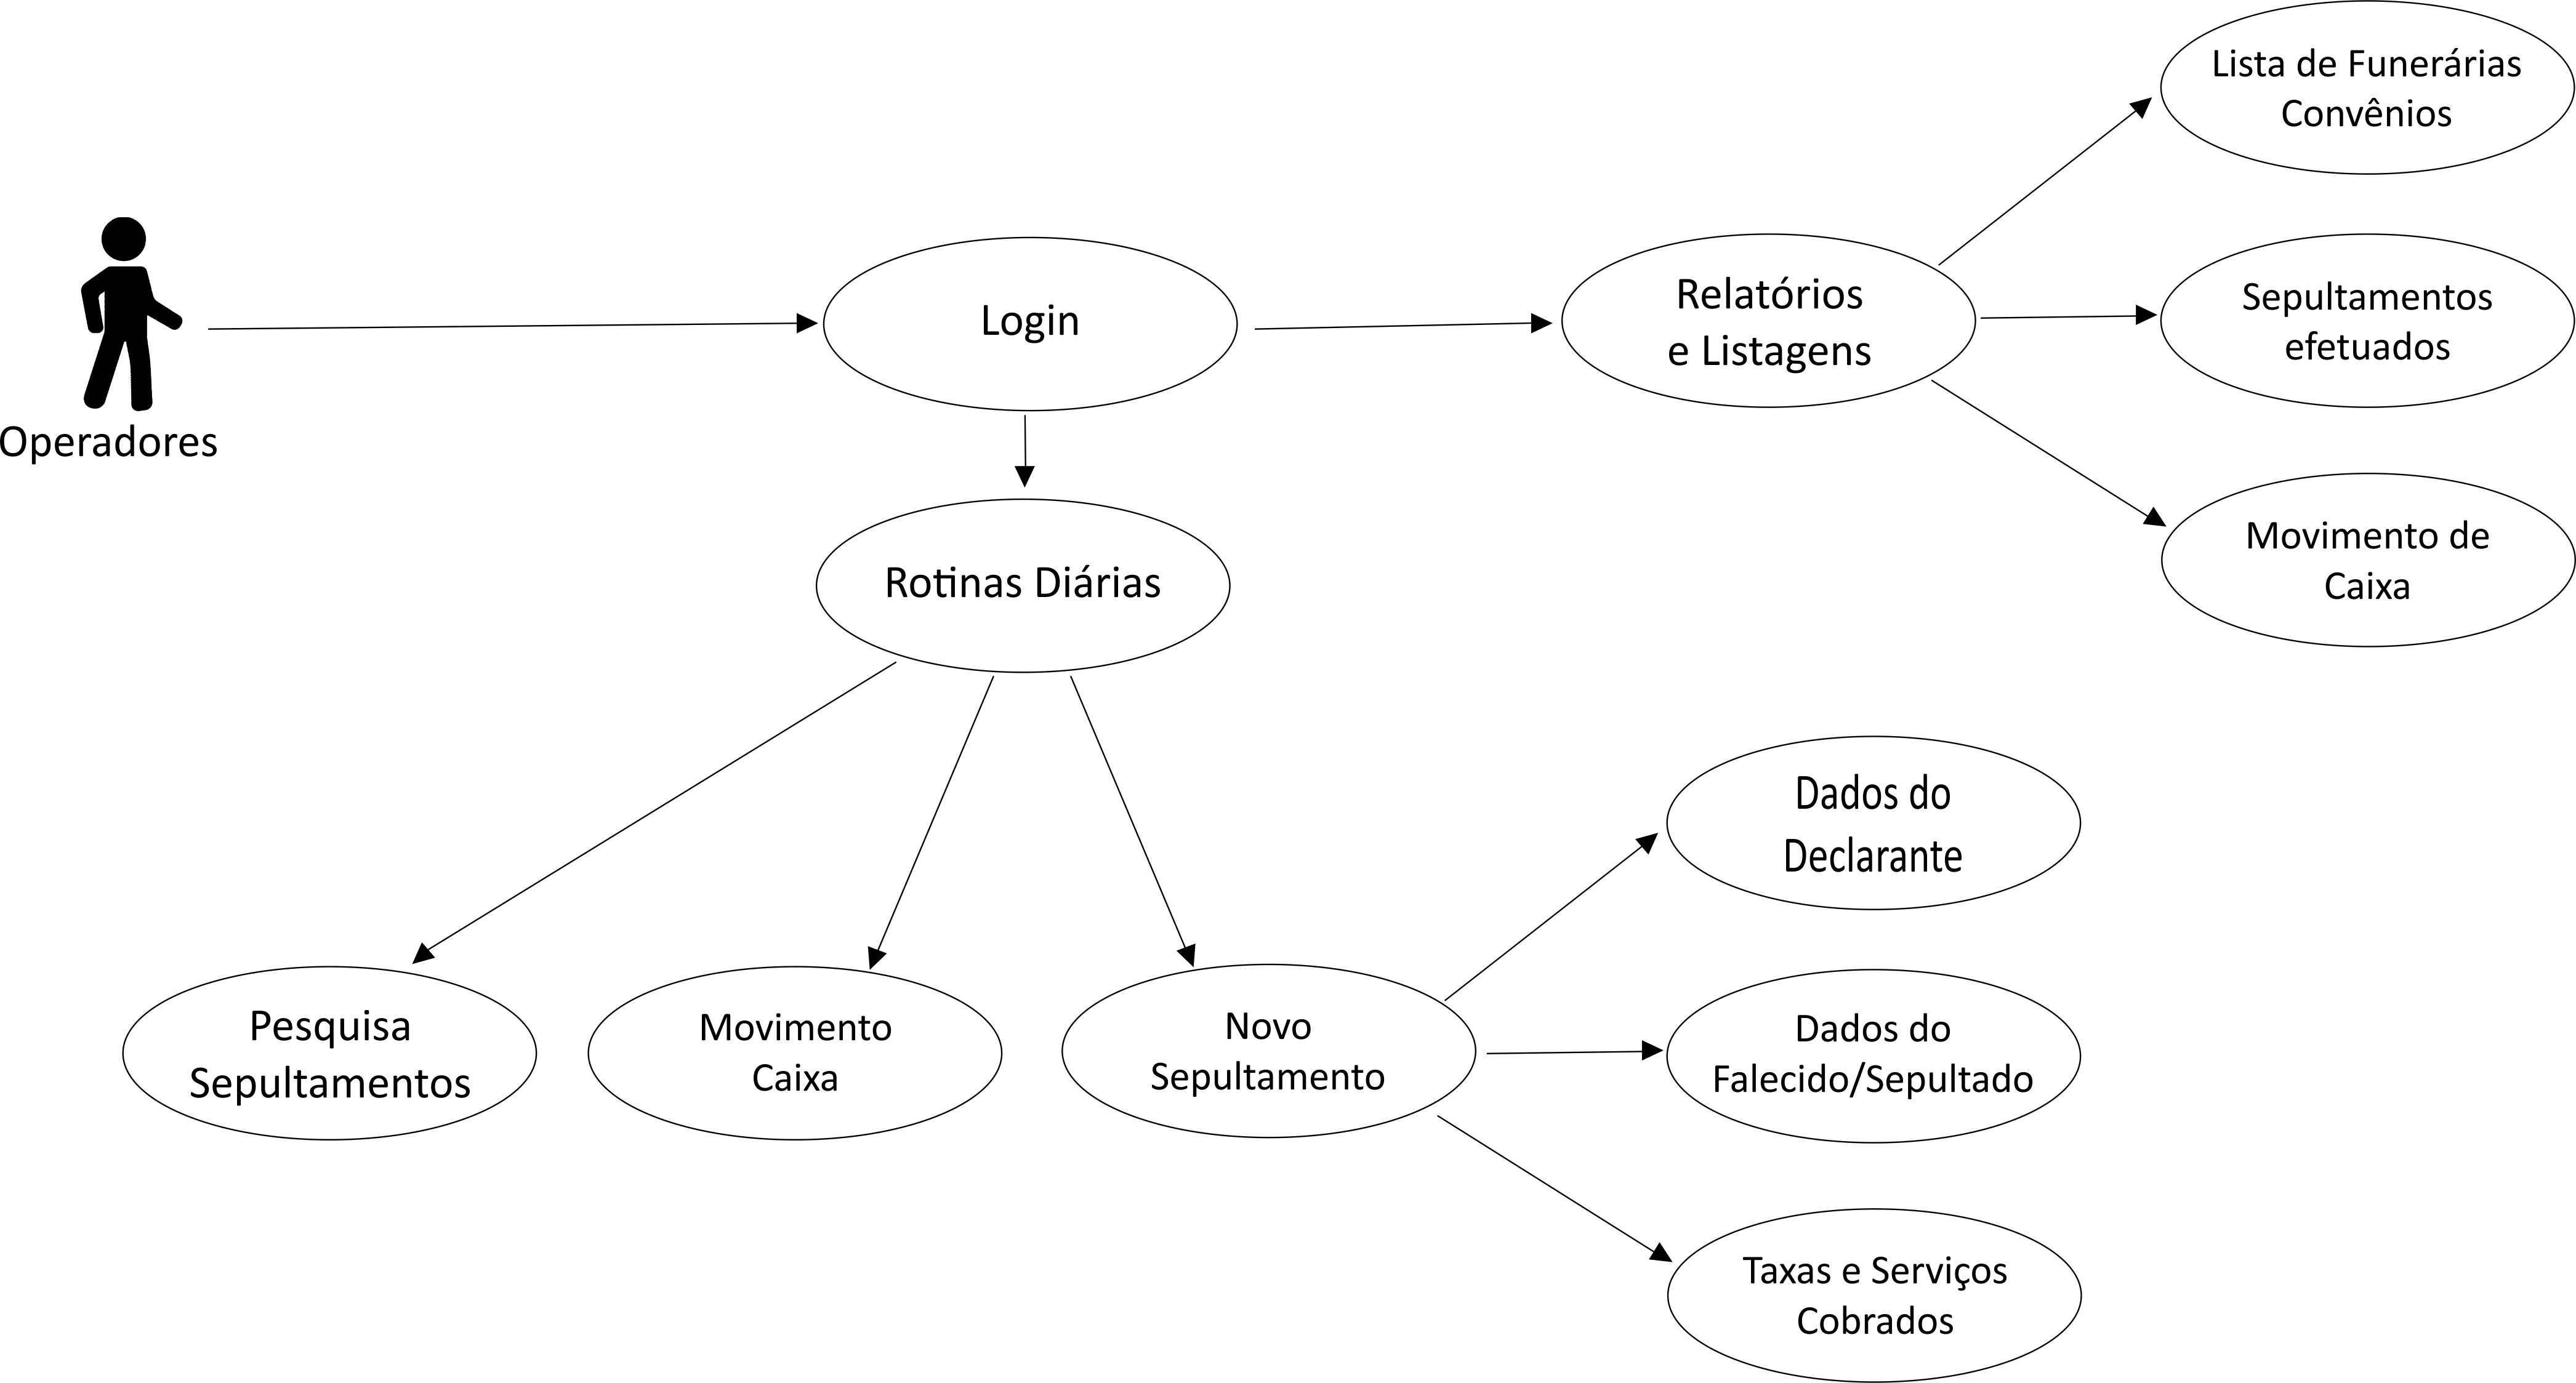 Lista de Funerárias
Convênios
Operadores
Login
Relatórios
e Listagens
Sepultamentos
efetuados
Movimento de
Caixa
Rotinas Diárias
Pesquisa
Sepultamentos
Movimento
Caixa
Novo
Sepultamento
Dados do
Declarante
Dados do
Falecido/Sepultado
Taxas e Serviços
Cobrados